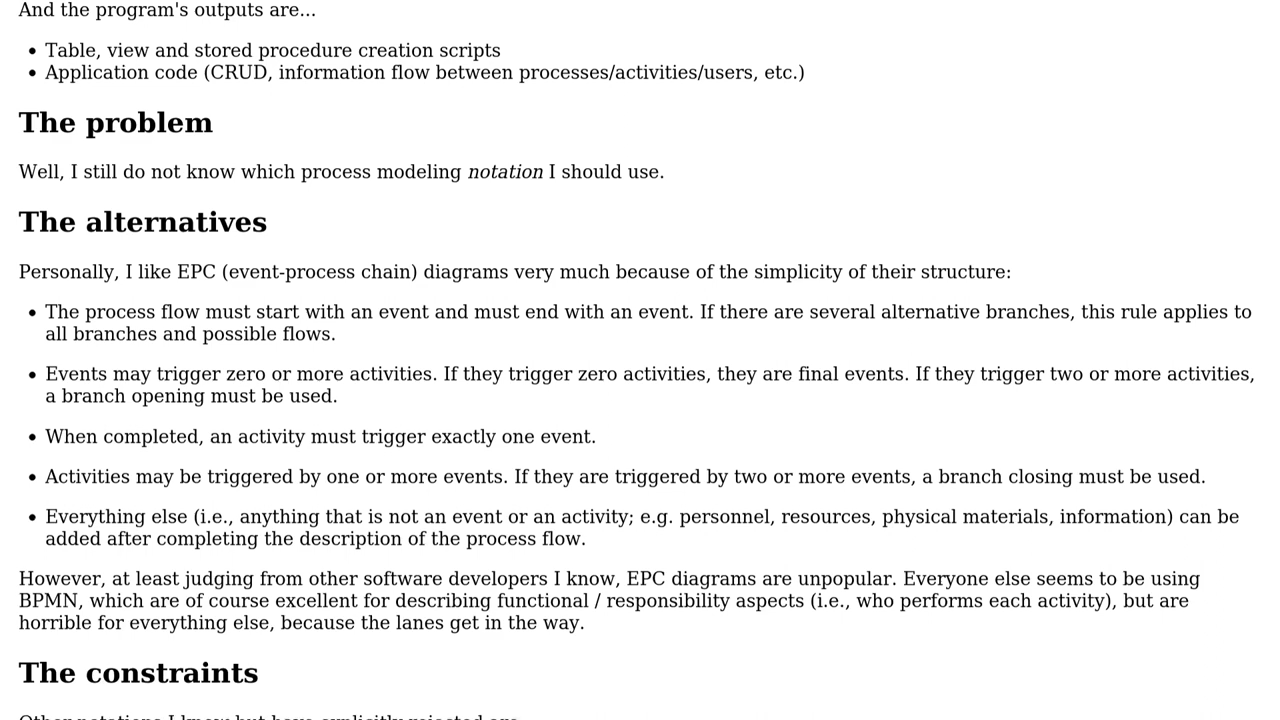 And the program's outputs are...
• Table, view and stored procedure creation scripts
• Application code (CRUD, information flow between processes/activities/users, etc.)
The problem
Well, I still do not know which process modeling notation I should use.
The alternatives
Personally, I like EPC (event-process chain) diagrams very much because of the simplicity of their structure:
• The process flow must start with an event and must end with an event. If there are several alternative branches, this rule applies to
all branches and possible flows.
• Events may trigger zero or more activities. If they trigger zero activities, they are final events. If they trigger two or more activities,
a branch opening must be used.
• When completed, an activity must trigger exactly one event.
• Activities may be triggered by one or more events. If they are triggered by two or more events, a branch closing must be used.
• Everything else (i.e., anything that is not an event or an activity; e.g. personnel, resources, physical materials, information) can be
added after completing the description of the process flow.
However, at least judging from other software developers I know, EPC diagrams are unpopular. Everyone else seems to be using
BPMN, which are of course excellent for describing functional / responsibility aspects (i.e., who performs each activity), but are
horrible for everything else, because the lanes get in the way.
The constraints